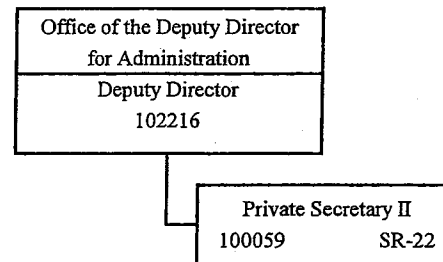 Office of the Deputy Director
for Administration
Deputy Director
102216
Private Secretary II
100059 SR-22